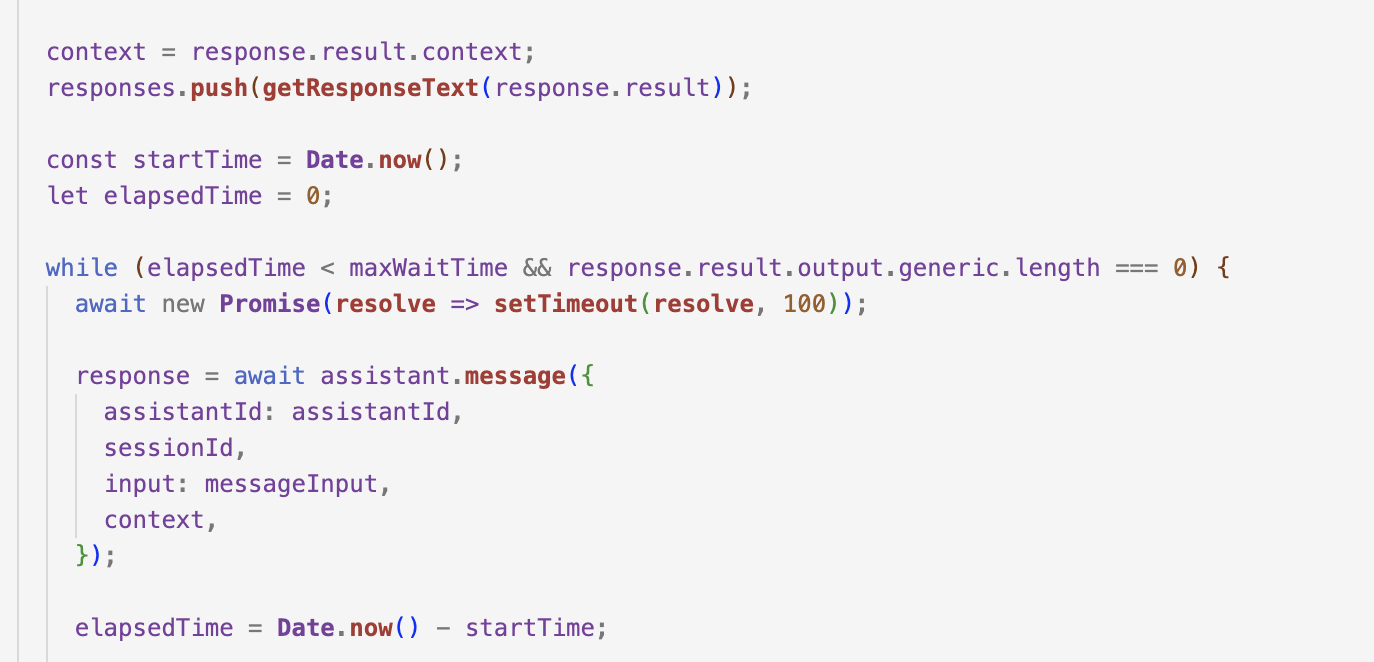 context = response.result.context;
responses.push(getResponseText(response.result));
const startTime = Date.now();
let elapsedTime = 0;
while (elapsedTime < maxWaitTime && response.result.output.generic.length === 0) {
await new Promise(resolve => setTimeout(resolve, 100));
response = await assistant.message({
assistantId: assistantId,
sessionId,
input: messageInput,
context,
});
elapsedTime = Date.now() - startTime;